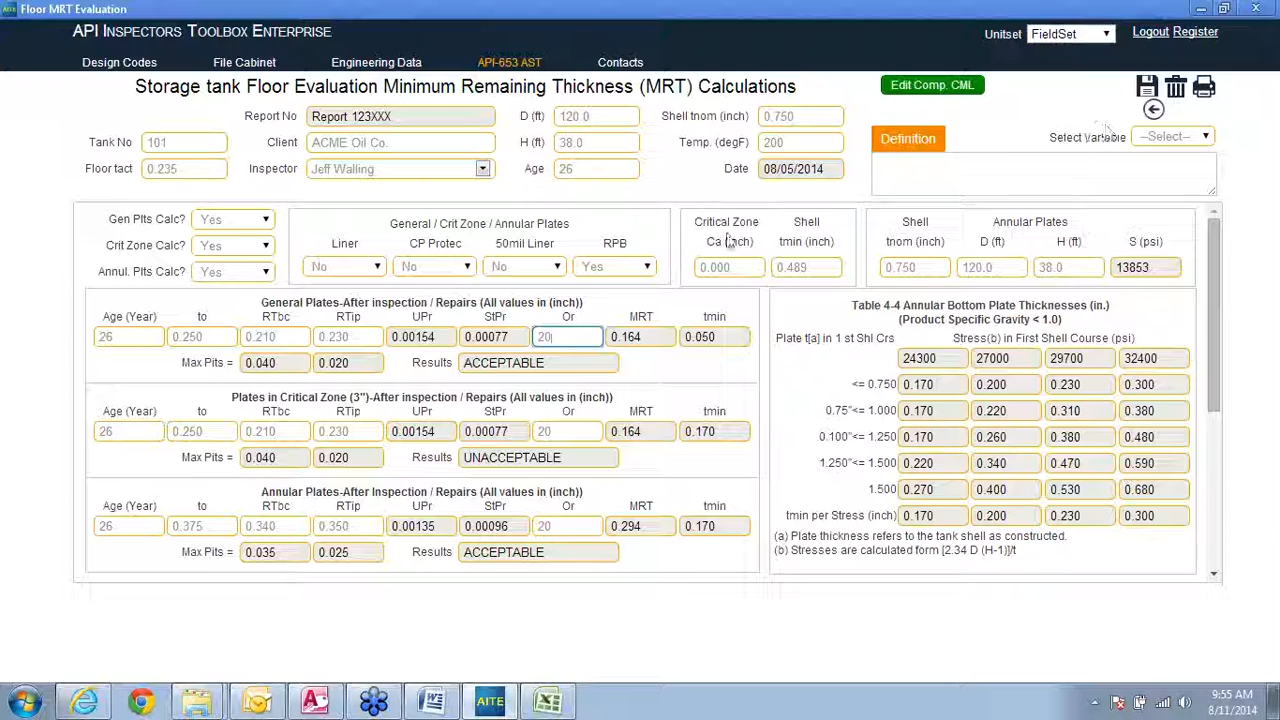 Floor MRT Evaluation
API INSPECTORS TOOLBOX ENTERPRISE
Unitset FieldSet Logout Register
Design Codes File Cabinet Engineering Data API-653 AST Contacts
Storage tank Floor Evaluation Minimum Remaining Thickness (MRT) Calculations
Edit Comp. CML
Report No Report 123XXX D (ft) 120.0 Shell tnom (inch) 0.750
Tank No 101 Client ACME Oil Co. H (ft) 38.0 Temp. (degF) 200
Floor tact 0.235 Inspector Jeff Walling Age 26 Date 08/05/2014
Definition Select Variable --Select--
Gen Plts Calc? Yes
Crit Zone Calc? Yes
Annul. Plts Calc? Yes
General / Crit Zone / Annular Plates
Liner CP Protec 50mil Liner RPB
No No No Yes
Critical Zone Shell
Ca (inch) tmin (inch)
0.000 0.489
Shell Annular Plates
tnom (inch) D (ft) H (ft) S (psi)
0.750 120.0 38.0 13853
General Plates-After inspection / Repairs (All values in (inch))
Age (Year) to RTbc RTip UPr StPr Or MRT tmin
26 0.250 0.210 0.230 0.00154 0.00077 20 0.164 0.050
Max Pits = 0.040 0.020 Results ACCEPTABLE
Plates in Critical Zone (3")-After inspection / Repairs (All values in (inch))
Age (Year) to RTbc RTip UPr StPr Or MRT tmin
26 0.250 0.210 0.230 0.00154 0.00077 20 0.164 0.170
Max Pits = 0.040 0.020 Results UNACCEPTABLE
Annular Plates-After Inspection / Repairs (All values in (inch))
Age (Year) to RTbc RTip UPr StPr Or MRT tmin
26 0.375 0.340 0.350 0.00135 0.00096 20 0.294 0.170
Max Pits = 0.035 0.025 Results ACCEPTABLE
Table 4-4 Annular Bottom Plate Thicknesses (in.)
(Product Specific Gravity < 1.0)
Plate t[a] in 1 st Shl Crs Stress(b) in First Shell Course (psi)
24300 27000 29700 32400
<= 0.750 0.170 0.200 0.230 0.300
0.75"<= 1.000 0.170 0.220 0.310 0.380
0.100"<= 1.250 0.170 0.260 0.380 0.480
1.250"<= 1.500 0.220 0.340 0.470 0.590
1.500 0.270 0.400 0.530 0.680
tmin per Stress (inch) 0.170 0.200 0.230 0.300
(a) Plate thickness refers to the tank shell as constructed.
(b) Stresses are calculated form [2.34 D (H-1)]/t
AITE
9:55 AM
8/11/2014